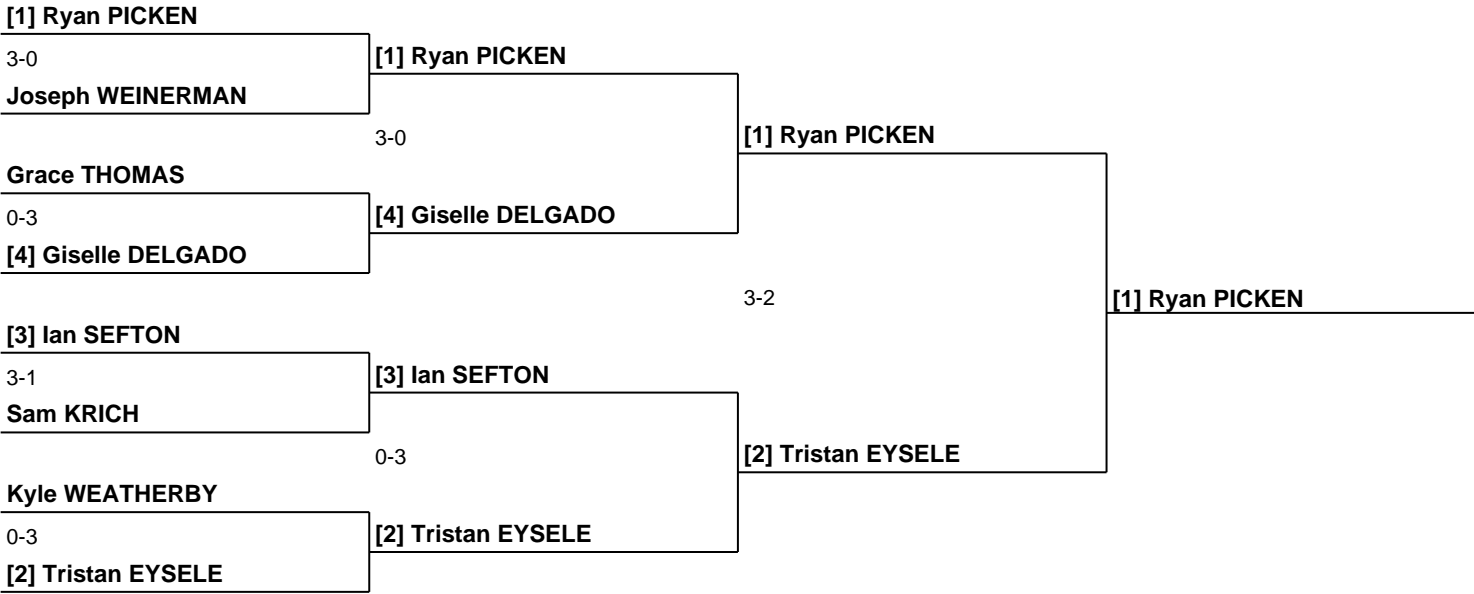 [1] Ryan PICKEN
3-0
Joseph WEINERMAN
Grace THOMAS
0-3
[4] Giselle DELGADO
[3] Ian SEFTON
3-1
Sam KRICH
Kyle WEATHERBY
0-3
[2] Tristan EYSELE
[1] Ryan PICKEN
3-0
[4] Giselle DELGADO
[3] Ian SEFTON
0-3
[2] Tristan EYSELE
[1] Ryan PICKEN
3-2
[2] Tristan EYSELE
[1] Ryan PICKEN